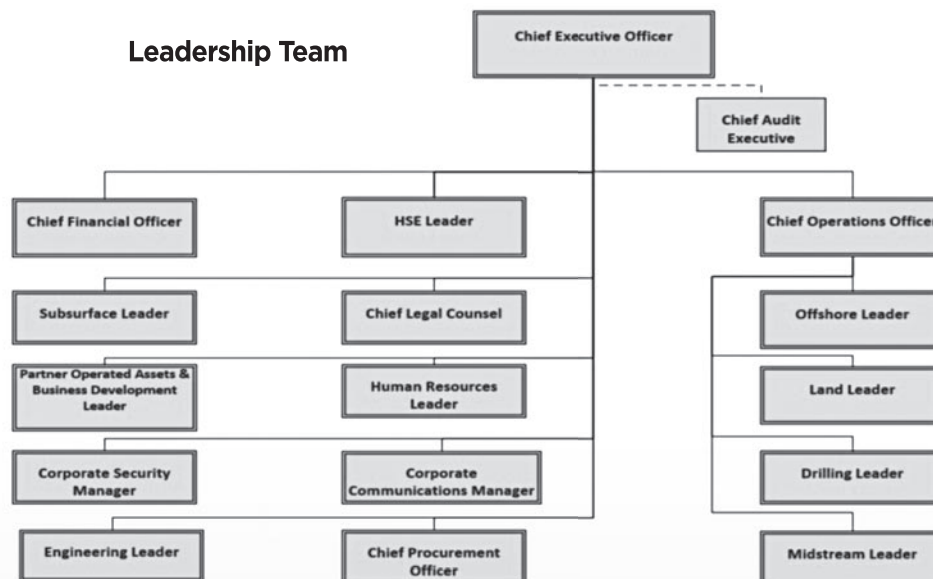 Leadership Team
Chief Executive Officer
Chief Audit
Executive
Chief Financial Officer
HSE Leader
Chief Operations Officer
Subsurface Leader
Chief Legal Counsel
Offshore Leader
Partner Operated Assets &
Business Development
Leader
Human Resources
Leader
Land Leader
Corporate Security
Manager
Corporate
Communications Manager
Drilling Leader
Engineering Leader
Chief Procurement
Officer
Midstream Leader